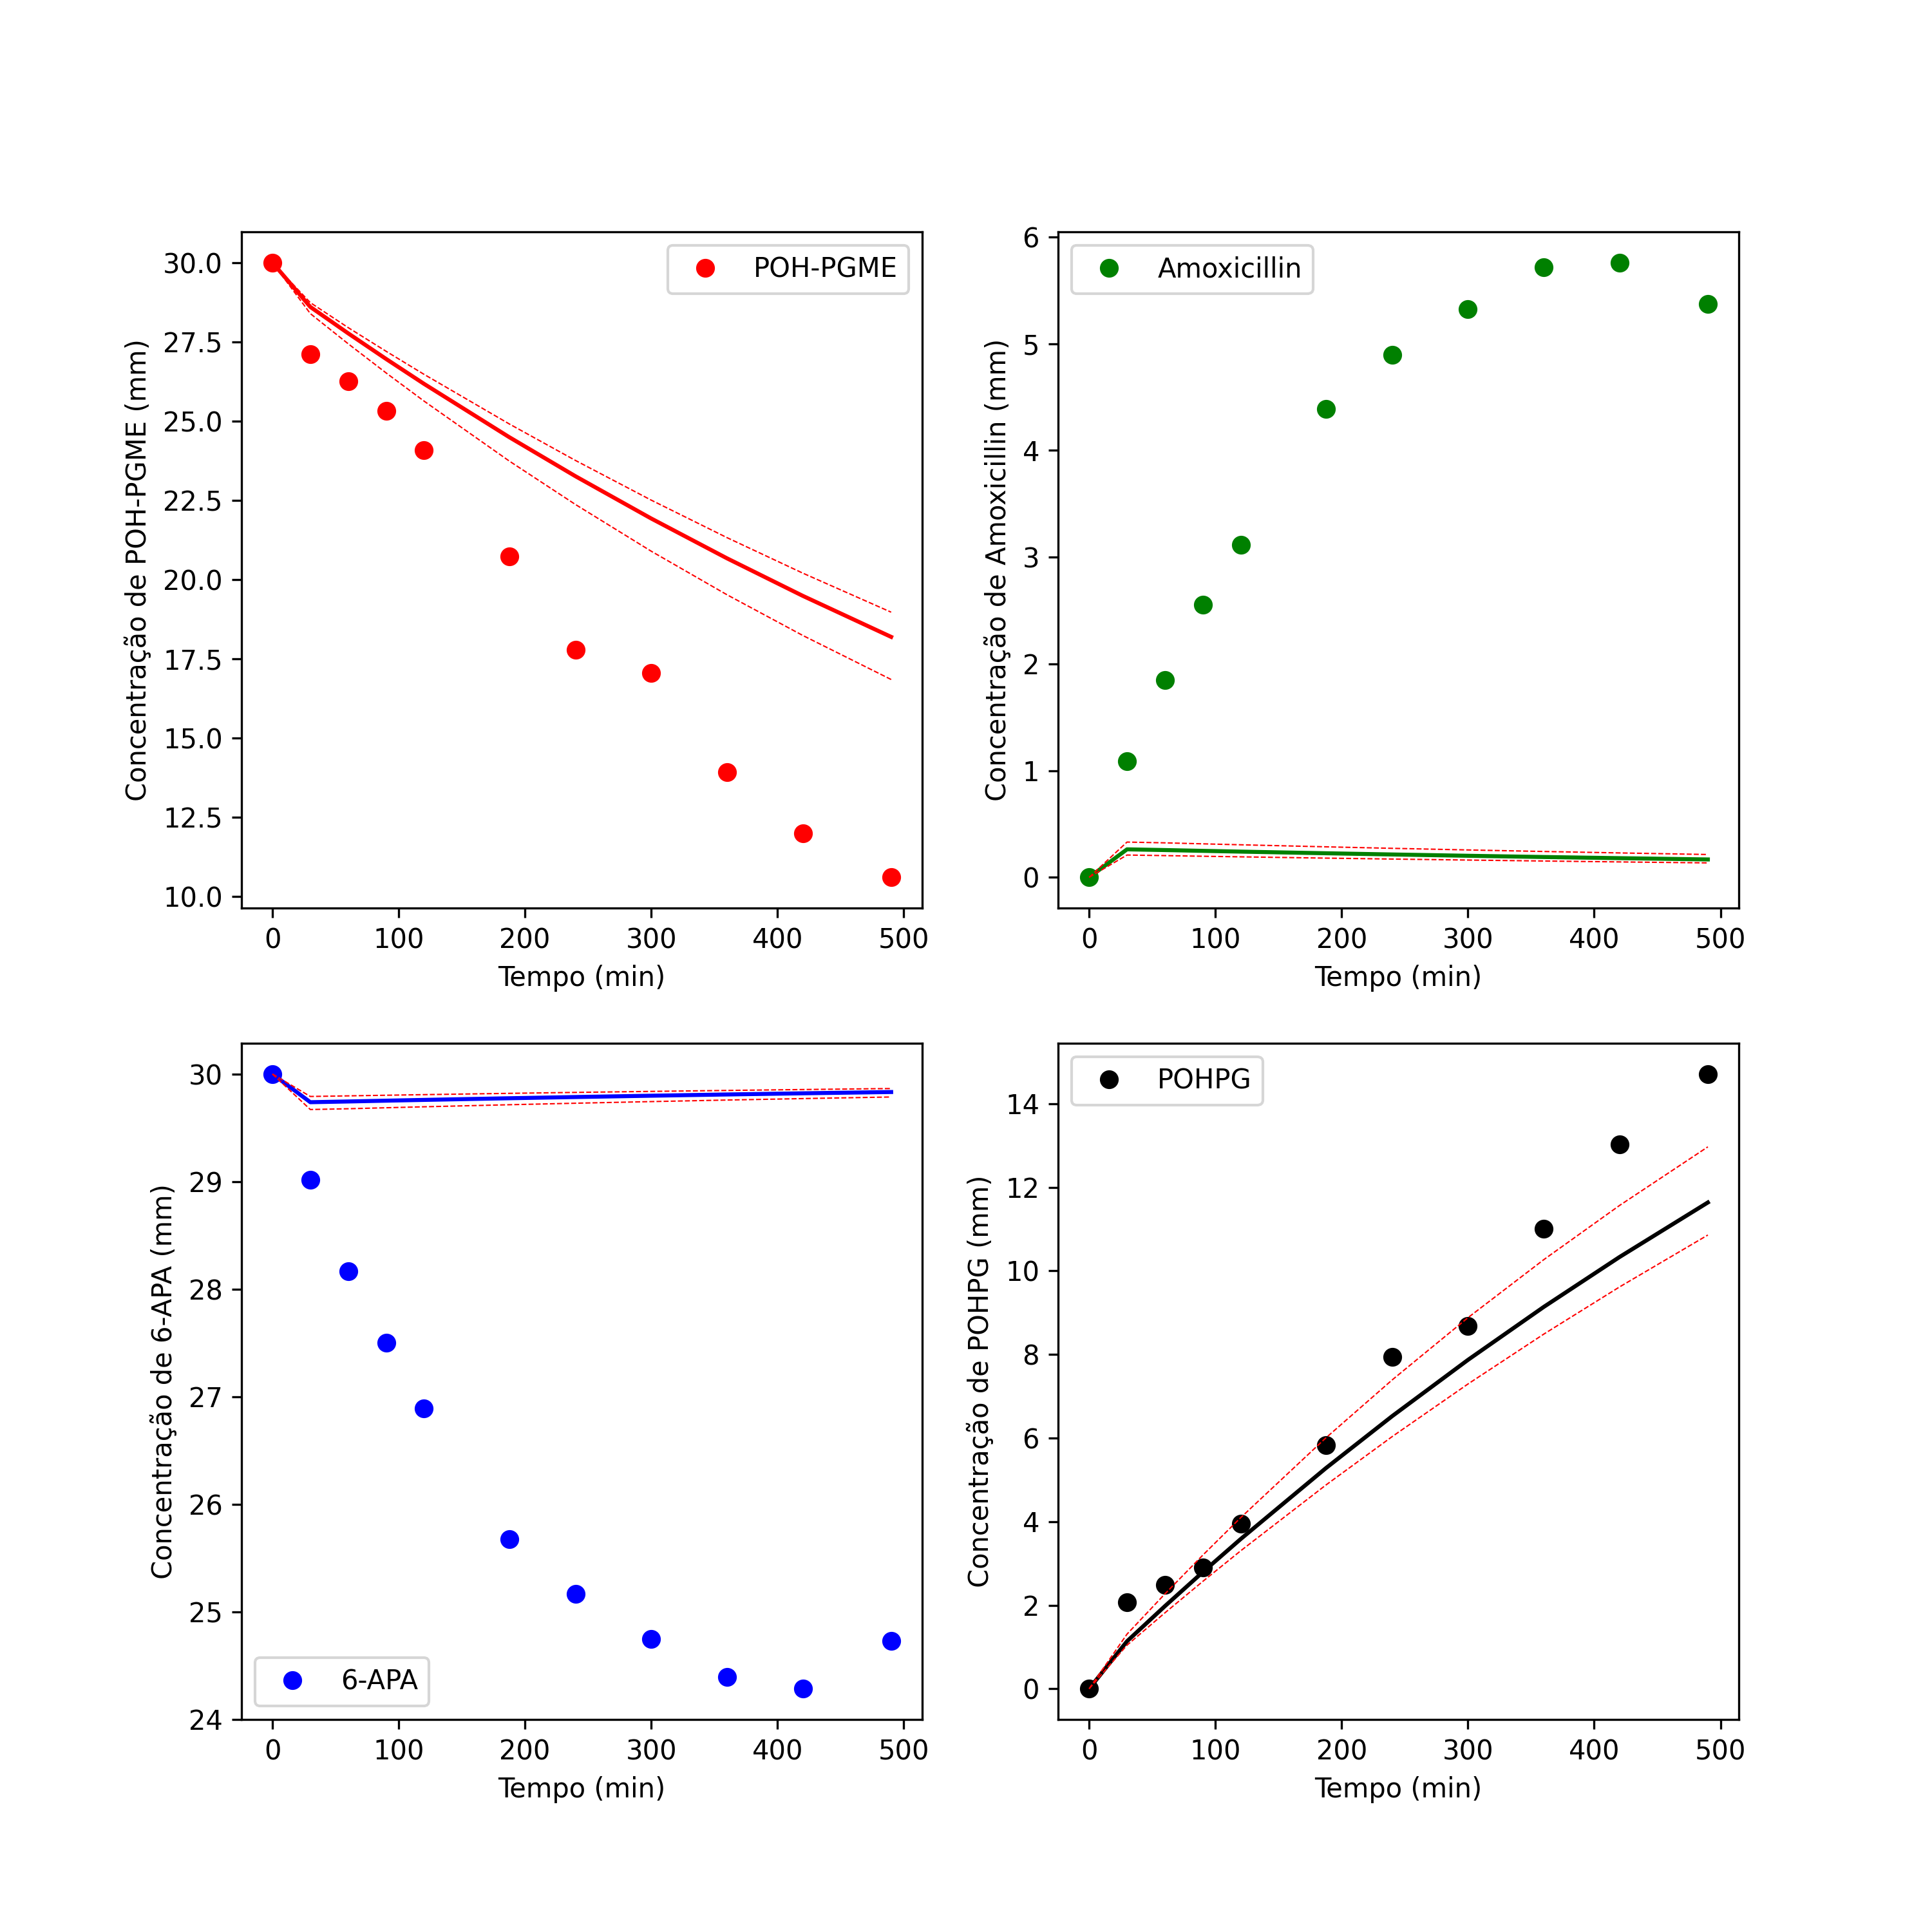 POH-PGME
30.0
27.5
25.0
22.5
20.0
17.5
15.0
12.5
10.0
Concentração de POH-PGME (mm)
0 100 200 300 400 500
Tempo (min)
Amoxicillin
6
5
4
3
2
1
0
Concentração de Amoxicillin (mm)
0 100 200 300 400 500
Tempo (min)
30
29
28
27
26
25
24
Concentração de 6-APA (mm)
6-APA
0 100 200 300 400 500
Tempo (min)
POHPG
14
12
10
8
6
4
2
0
Concentração de POHPG (mm)
0 100 200 300 400 500
Tempo (min)